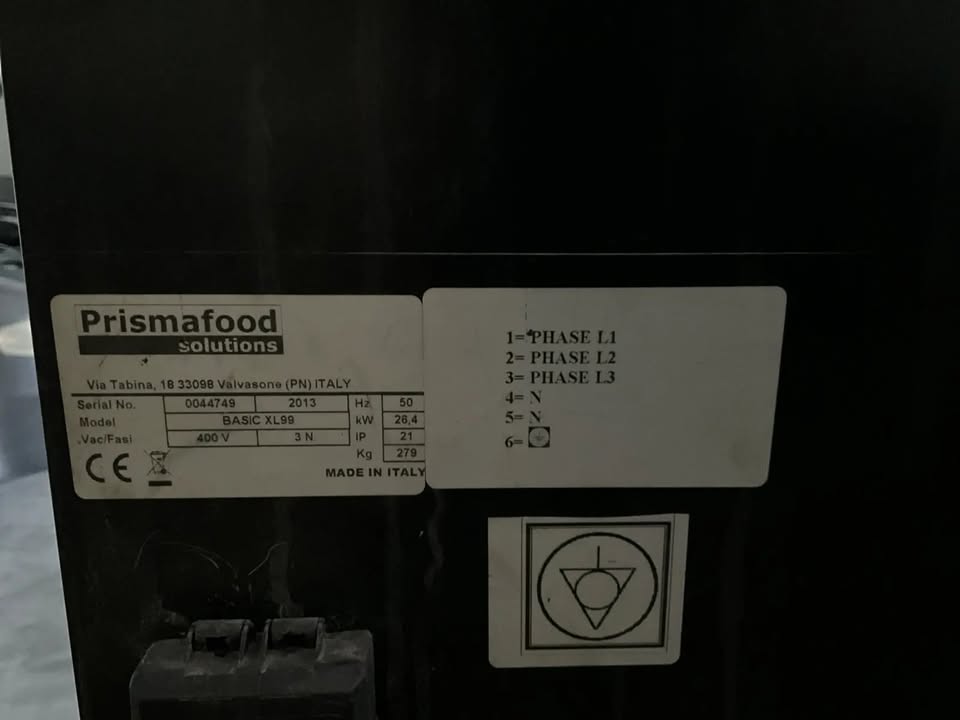 Prismafood
solutions
Via Tabina, 18 33098 Valvasone (PN) ITALY
Serial No. 0044749 2013 Hz 50
Model BASIC XL99 kW 26,4
Vac/Fasi 400 V 3 N IP 21
Kg 279
CE
MADE IN ITALY
1= PHASE L1
2= PHASE L2
3= PHASE L3
4= N
5= N
6=